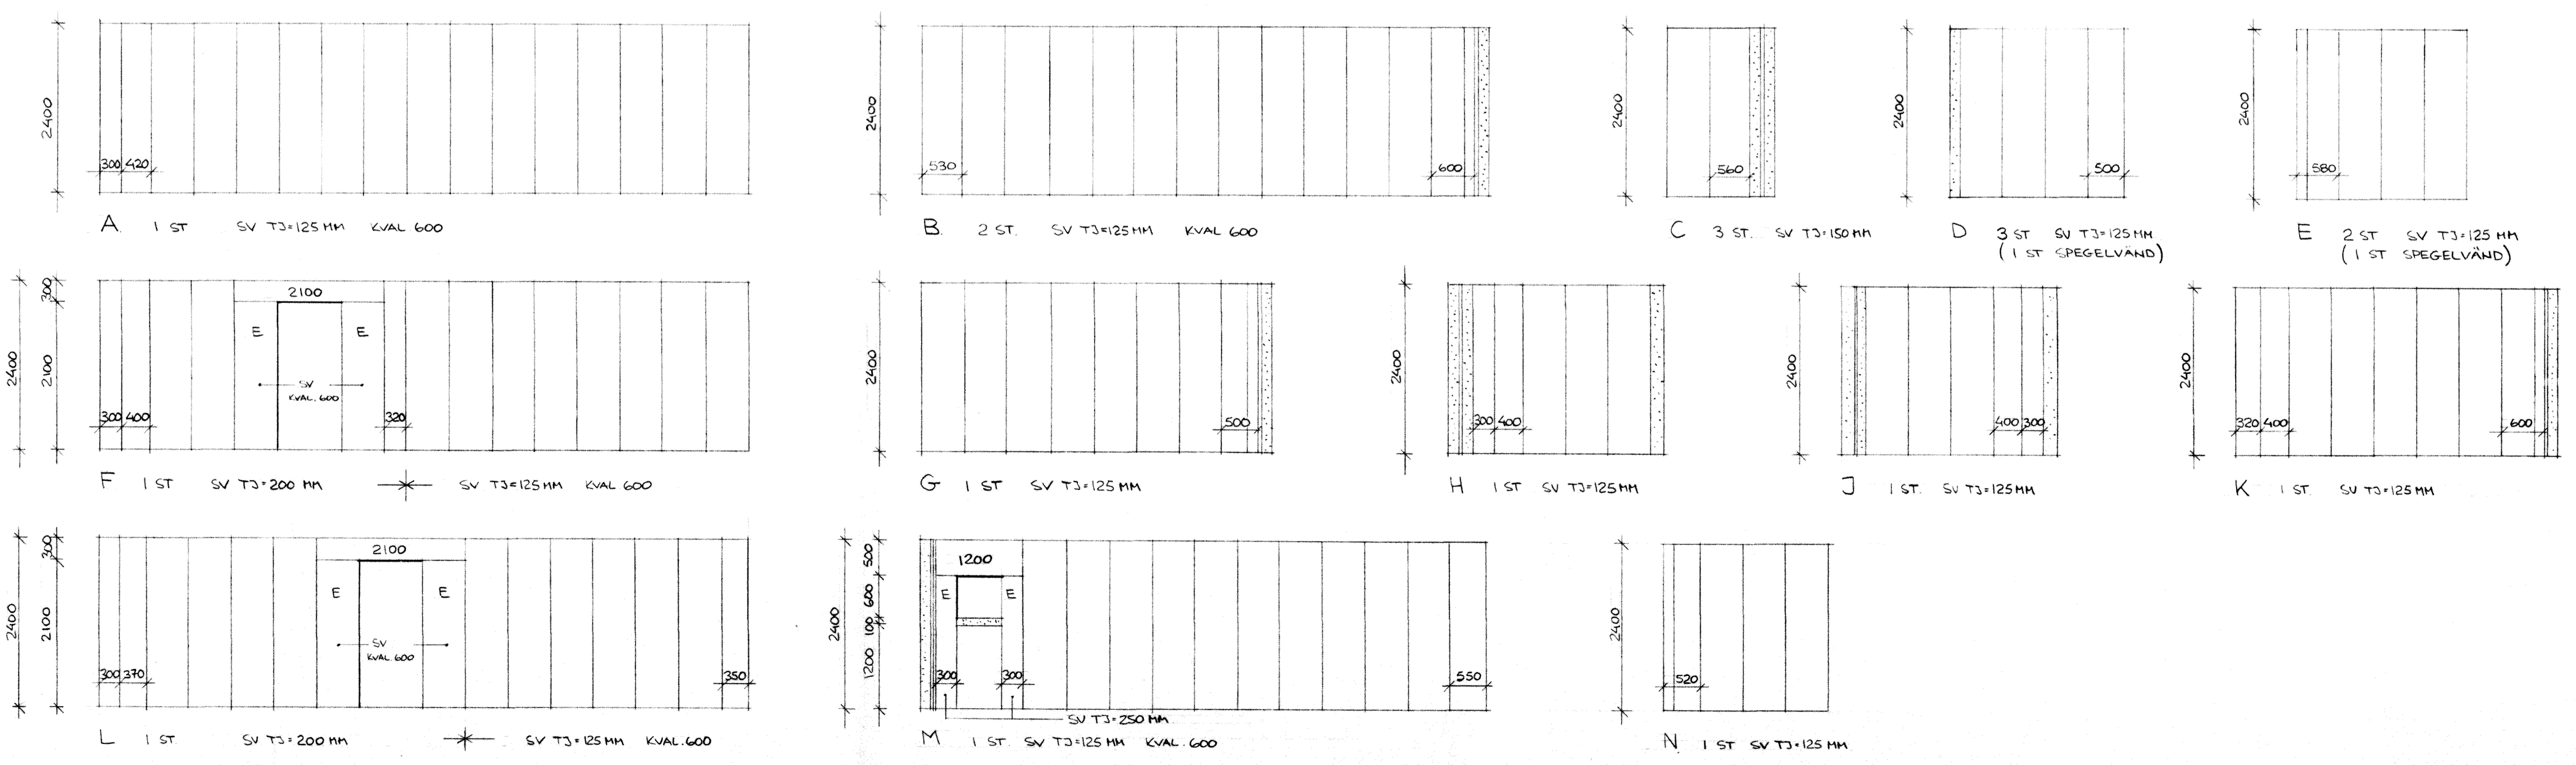 2400
300 420
A. 1 ST SV TJ=125 MM KVAL 600
2400
530 600
B. 2 ST. SV TJ=125 MM KVAL 600
2400
560
C 3 ST. SV TJ=150 MM
2400
500
D 3 ST SV TJ=125 MM
(1 ST SPEGELVÄND)
2400
580
E 2 ST SV TJ=125 MM
(1 ST SPEGELVÄND)
2400
300
2100
2100
E E
SV
KVAL. 600
300 400 320
F 1 ST SV TJ=200 MM SV TJ=125 MM KVAL 600
2400
500
G 1 ST SV TJ=125 MM
2400
300 400
H 1 ST SV TJ=125 MM
2400
400 300
J 1 ST. SV TJ=125 MM
2400
320 400 600
K 1 ST. SV TJ=125 MM
2400
300
2100
2100
E E
SV
KVAL. 600
300 370 350
L 1 ST SV TJ=200 MM SV TJ=125 MM KVAL. 600
2400
500
600
100
1200
1200
E E
300 300 550
SV TJ=250 MM
M 1 ST. SV TJ=125 MM KVAL. 600
2400
520
N 1 ST SV TJ=125 MM